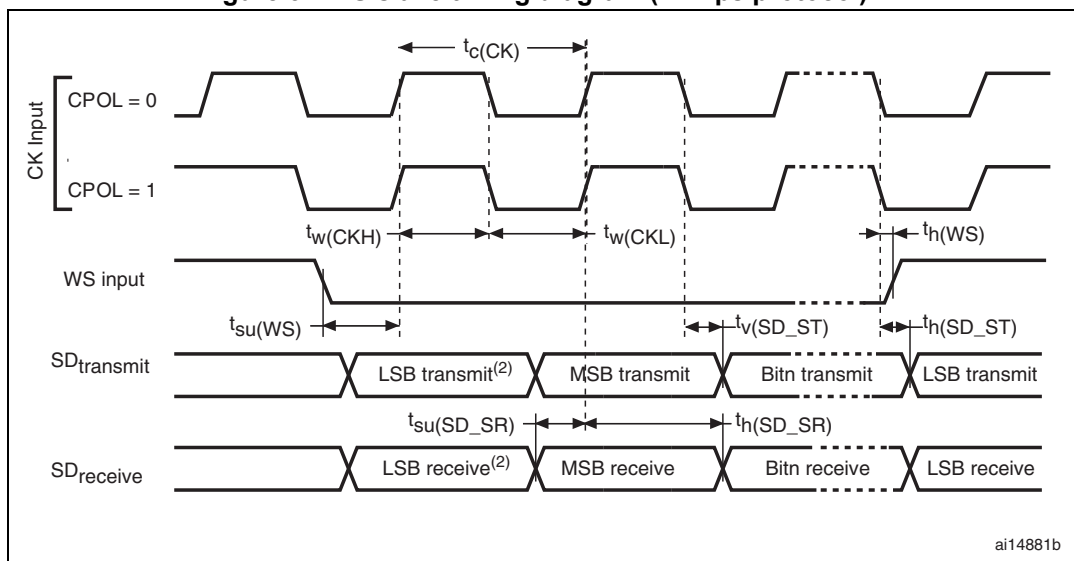 tc(CK)
CK Input
CPOL = 0
CPOL = 1
tw(CKH)
tw(CKL)
th(WS)
WS input
tsu(WS)
tv(SD_ST)
th(SD_ST)
SDtransmit
LSB transmit(2)
MSB transmit
Bitn transmit
LSB transmit
tsu(SD_SR)
th(SD_SR)
SDreceive
LSB receive(2)
MSB receive
Bitn receive
LSB receive
ai14881b